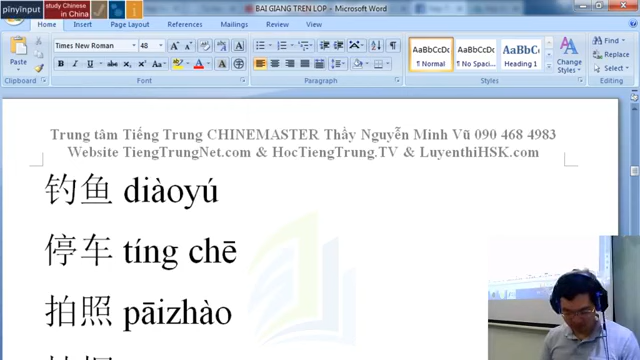 pinyinput
study Chinese
in China
BAI GIANG TREN LOP - Microsoft Word
Home Insert Page Layout References Mailings Review View
Paste
Times New Roman 48
AaBbCcDc AaBbCcDc AaBbC
¶ Normal ¶ No Spaci... Heading 1
Change
Styles
Find
Replace
Select
Clipboard Font Paragraph Styles Editing
Trung tâm Tiếng Trung CHINEMASTER Thầy Nguyễn Minh Vũ 090 468 4983
Website TiengTrungNet.com & HocTiengTrung.TV & LuyenthiHSK.com
钓鱼 diàoyú
停车 tíng chē
拍照 pāizhào